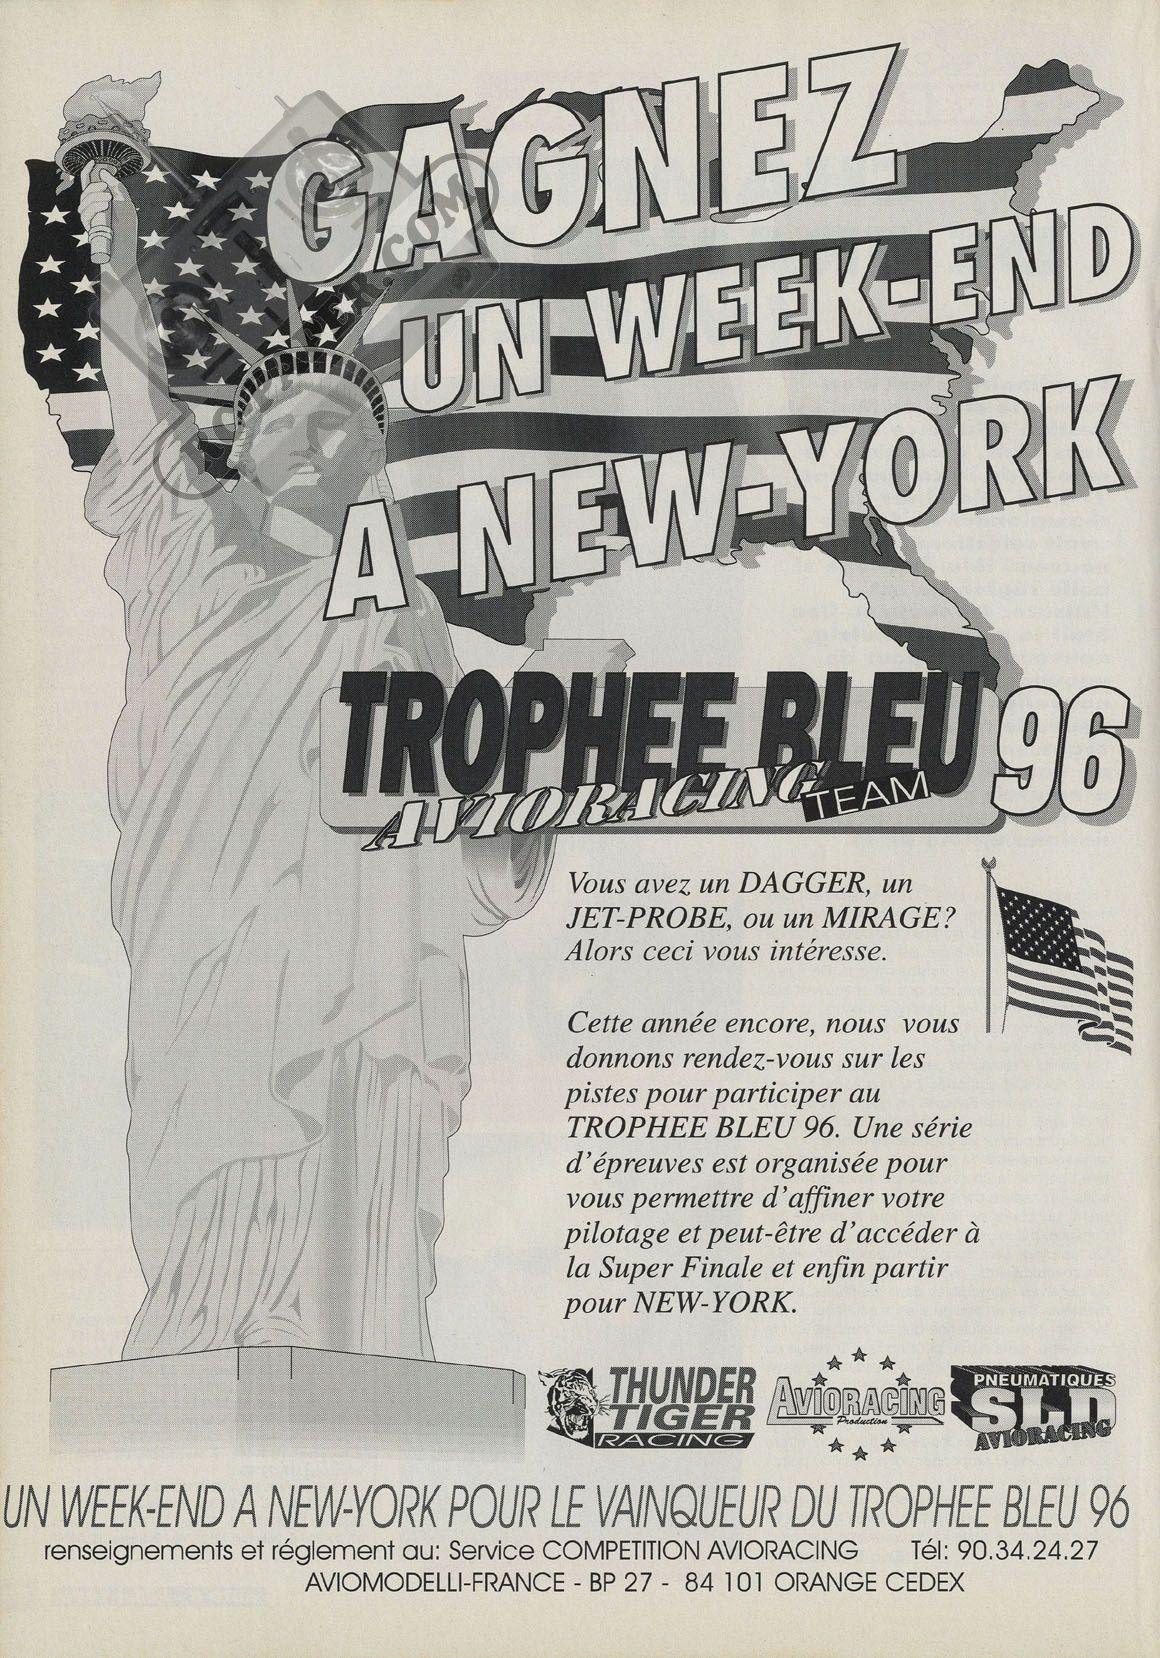 GAGNEZ
UN WEEK-END
A NEW-YORK
TROPHEE BLEU 96
AVIORACING TEAM
Vous avez un DAGGER, un
JET-PROBE, ou un MIRAGE?
Alors ceci vous intéresse.
Cette année encore, nous vous
donnons rendez-vous sur les
pistes pour participer au
TROPHEE BLEU 96. Une série
d'épreuves est organisée pour
vous permettre d'affiner votre
pilotage et peut-être d'accéder à
la Super Finale et enfin partir
pour NEW-YORK.
THUNDER
TIGER
RACING
AVIORACING
Production
PNEUMATIQUES
SLD
AVIORACING
UN WEEK-END A NEW-YORK POUR LE VAINQUEUR DU TROPHEE BLEU 96
renseignements et réglement au: Service COMPETITION AVIORACING Tél: 90.34.24.27
AVIOMODELLI-FRANCE - BP 27 - 84 101 ORANGE CEDEX